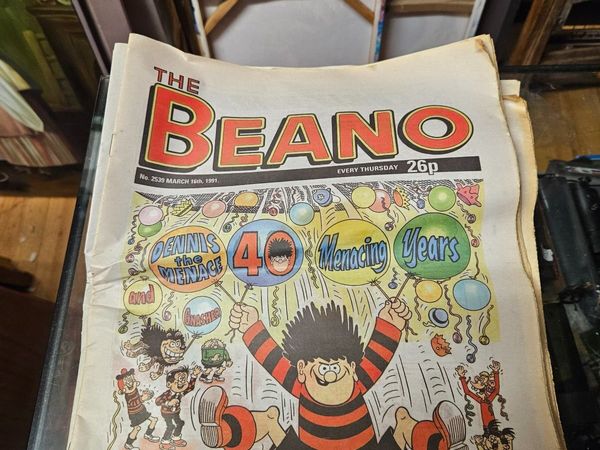 THE
BEANO
No. 2539 MARCH 16th, 1991. EVERY THURSDAY 26p
DENNIS the MENACE 40 Menacing Years
and
GNASHER